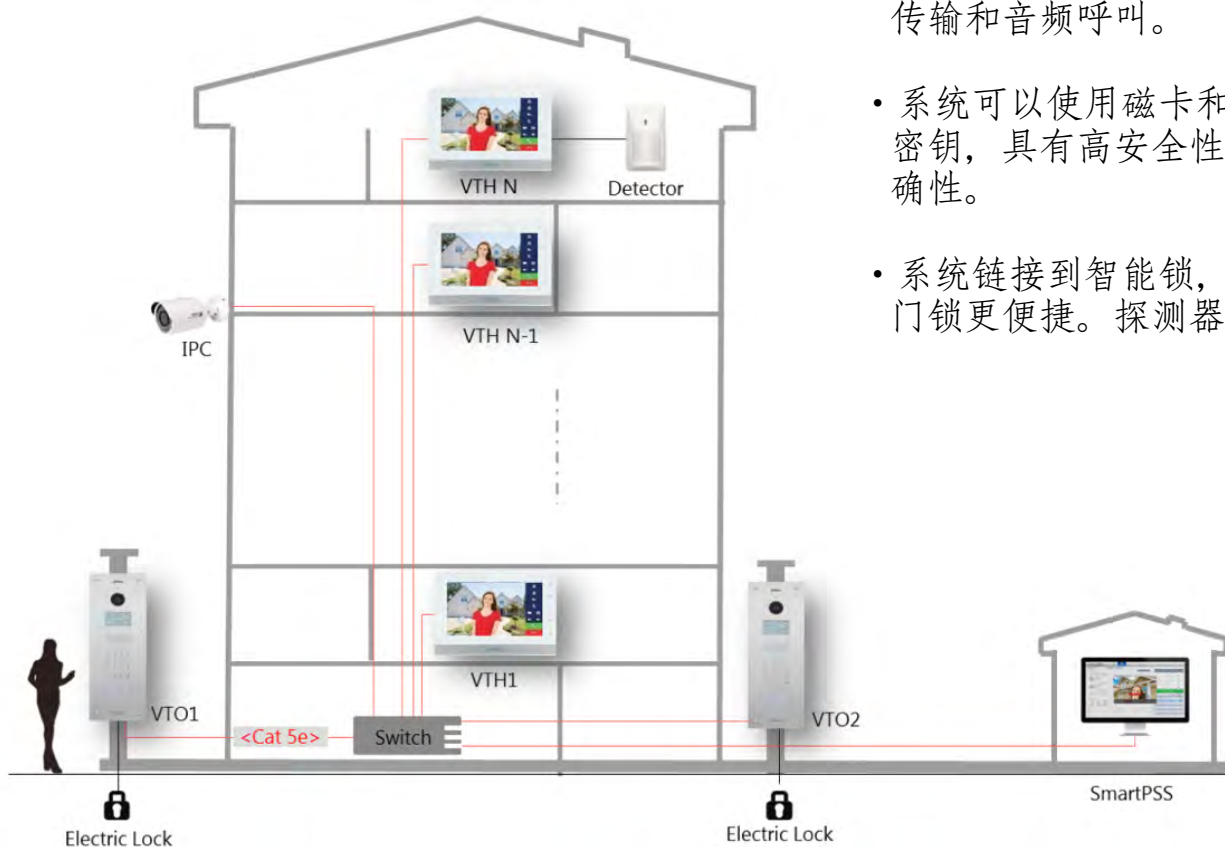 传输和音频呼叫。
• 系统可以使用磁卡和
密钥，具有高安全性
确性。
• 系统链接到智能锁，
门锁更便捷。探测器
VTH N
Detector
VTH N-1
IPC
VTH1
VTO1
<Cat 5e>
Switch
VTO2
SmartPSS
Electric Lock
Electric Lock